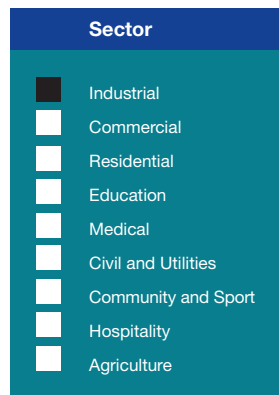 Sector
Industrial
Commercial
Residential
Education
Medical
Civil and Utilities
Community and Sport
Hospitality
Agriculture